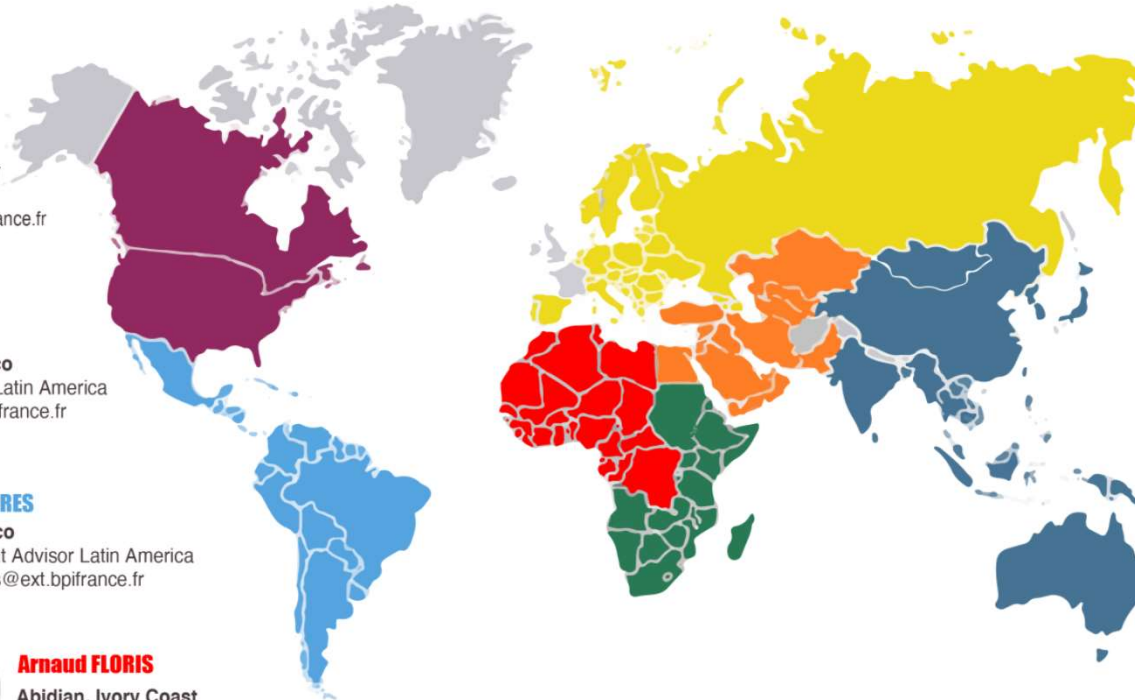 ance.fr
co
Latin America
france.fr
RES
co
t Advisor Latin America
s@ext.bpifrance.fr
Arnaud FLORIS
Abidjan, Ivory Coast